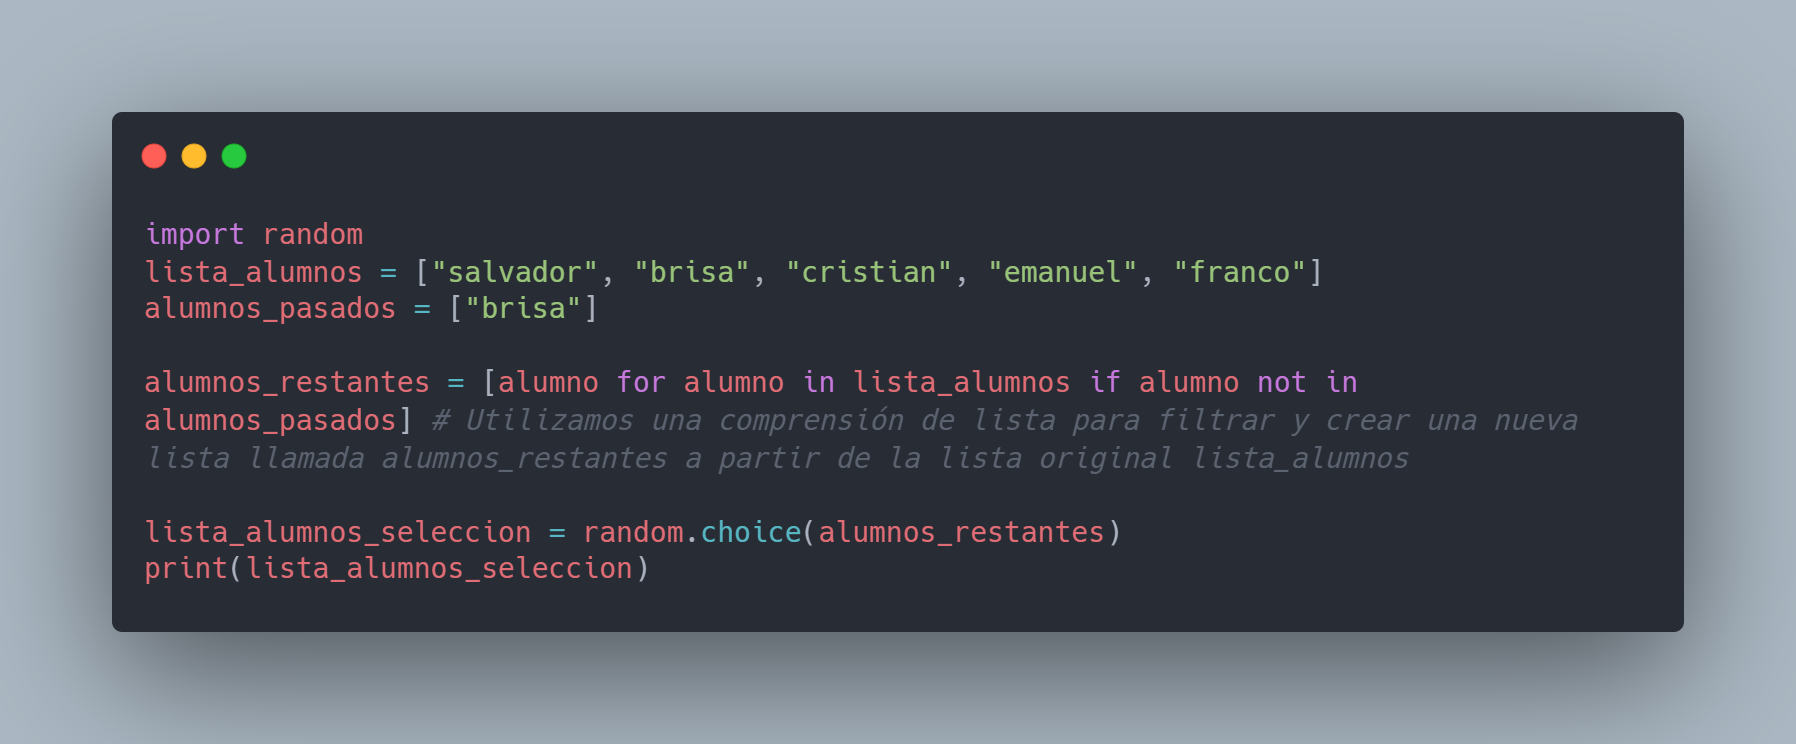 import random
lista_alumnos = ["salvador", "brisa", "cristian", "emanuel", "franco"]
alumnos_pasados = ["brisa"]
alumnos_restantes = [alumno for alumno in lista_alumnos if alumno not in
alumnos_pasados] # Utilizamos una comprensión de lista para filtrar y crear una nueva
lista llamada alumnos_restantes a partir de la lista original lista_alumnos
lista_alumnos_seleccion = random.choice(alumnos_restantes)
print(lista_alumnos_seleccion)